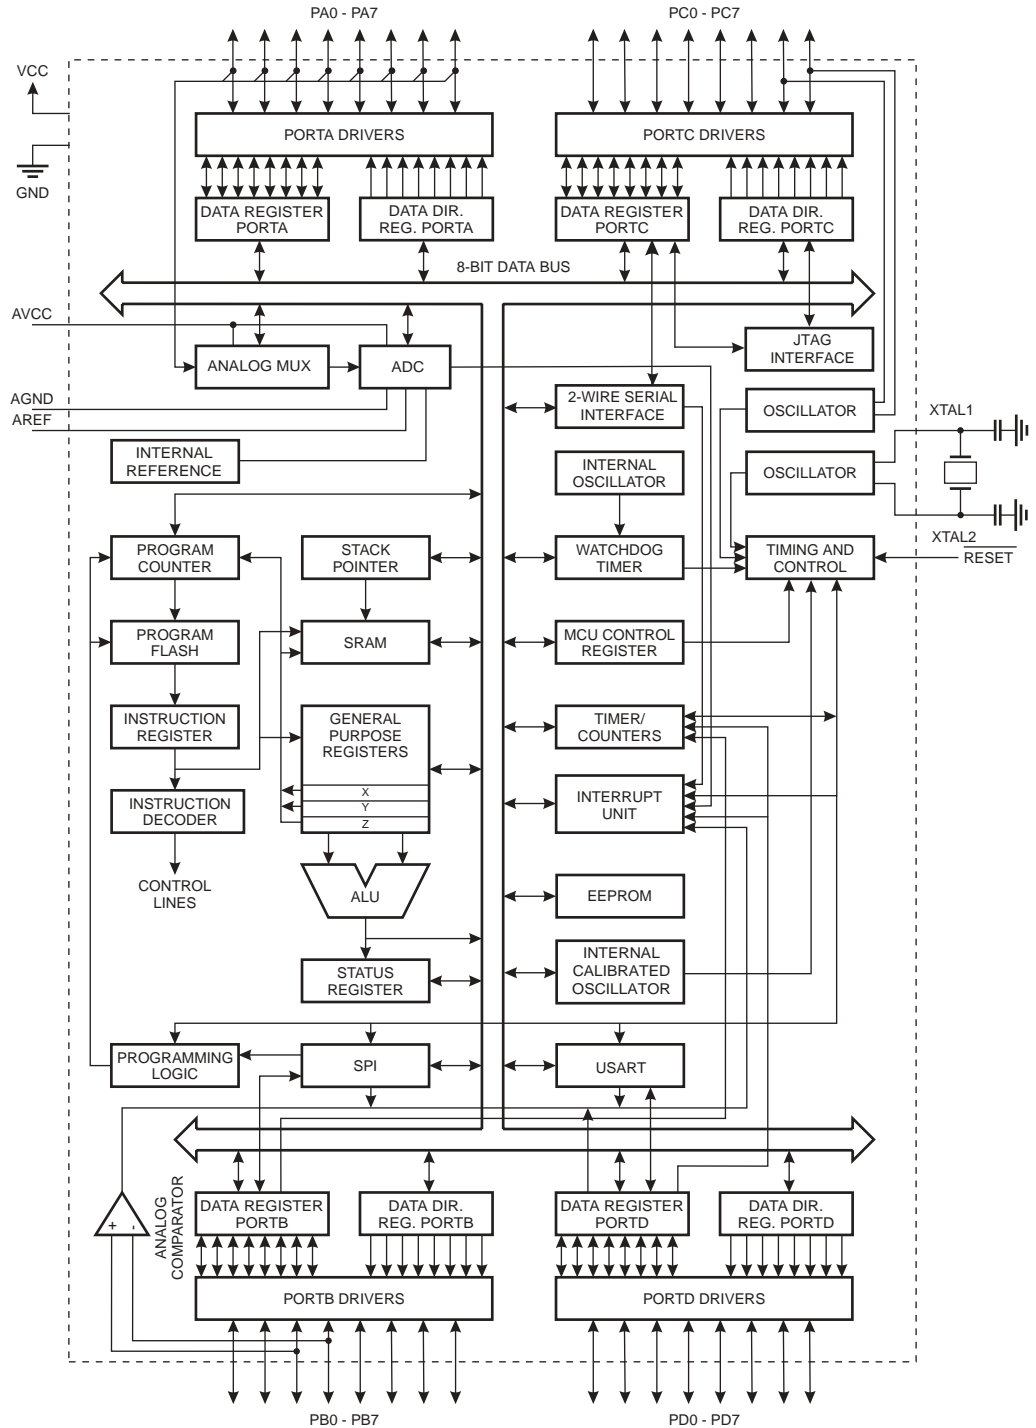 PA0 - PA7
PC0 - PC7
VCC
GND
PORTA DRIVERS
PORTC DRIVERS
DATA REGISTER
PORTA
DATA DIR.
REG. PORTA
DATA REGISTER
PORTC
DATA DIR.
REG. PORTC
8-BIT DATA BUS
AVCC
AGND
AREF
ANALOG MUX
ADC
JTAG
INTERFACE
2-WIRE SERIAL
INTERFACE
OSCILLATOR
XTAL1
INTERNAL
REFERENCE
INTERNAL
OSCILLATOR
OSCILLATOR
XTAL2
RESET
PROGRAM
COUNTER
STACK
POINTER
WATCHDOG
TIMER
TIMING AND
CONTROL
PROGRAM
FLASH
SRAM
MCU CONTROL
REGISTER
INSTRUCTION
REGISTER
GENERAL
PURPOSE
REGISTERS
X
Y
Z
TIMER/
COUNTERS
INSTRUCTION
DECODER
INTERRUPT
UNIT
CONTROL
LINES
ALU
EEPROM
STATUS
REGISTER
INTERNAL
CALIBRATED
OSCILLATOR
PROGRAMMING
LOGIC
SPI
USART
ANALOG
COMPARATOR
+
-
DATA REGISTER
PORTB
DATA DIR.
REG. PORTB
DATA REGISTER
PORTD
DATA DIR.
REG. PORTD
PORTB DRIVERS
PORTD DRIVERS
PB0 - PB7
PD0 - PD7